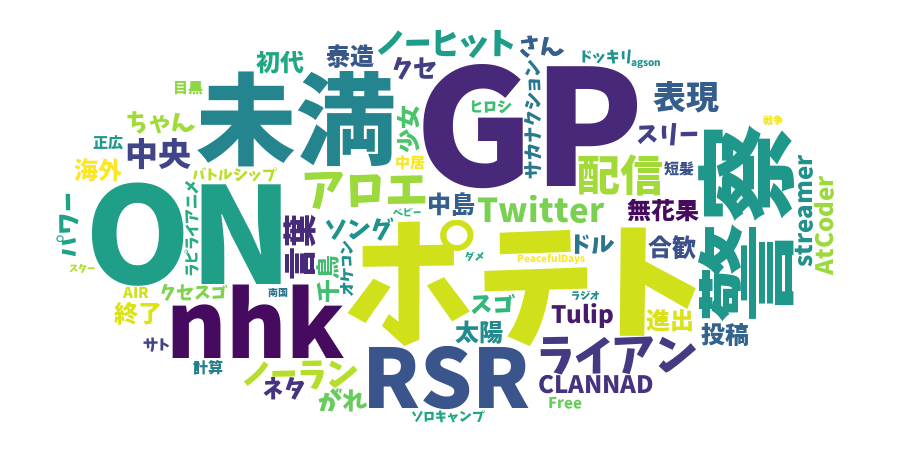 ノーヒット
さん
初代
泰造
クセ
ドッキリ
agson
目黒
未満
GP
ヒロシ
サカナクション
表現
戦争
ちゃん
少女
スリー
正広
中央
中居
配信
短髪
警察
海外
バトルシップ
アロエ
streamer
AtCoder
ON
ラピライアニメ
ベビー
中島
Twitter
無花果
パワー
言葉
ソング
ポテト
ドル
合歓
スター
千鳥
オケコン
ダメ
PeacefulDays
AIR
クセスゴ
南国
スゴ
ラジオ
終了
nhk
太陽
Tulip
進出
投稿
サト
計算
ノーラン
RSR
ライアン
ネタ
CLANNAD
がれ
Free
ソロキャンプ